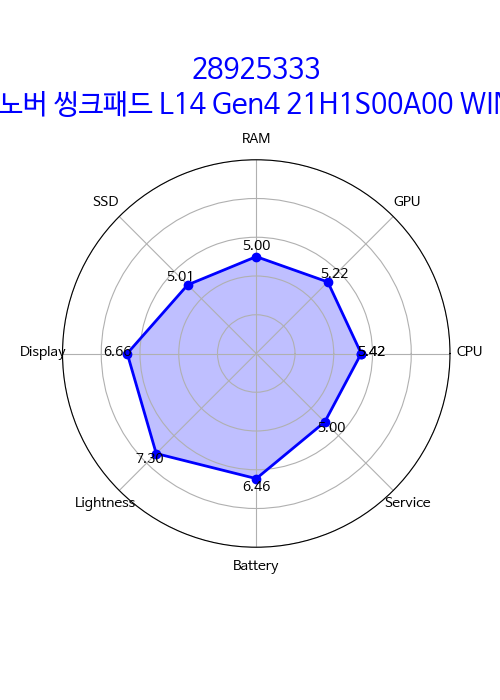 28925333
노버 씽크패드 L14 Gen4 21H1S00A00 WIN
RAM
SSD
GPU
5.00
5.01
5.22
Display
6.66
5.42
CPU
5.00
7.30
6.46
Lightness
Service
Battery